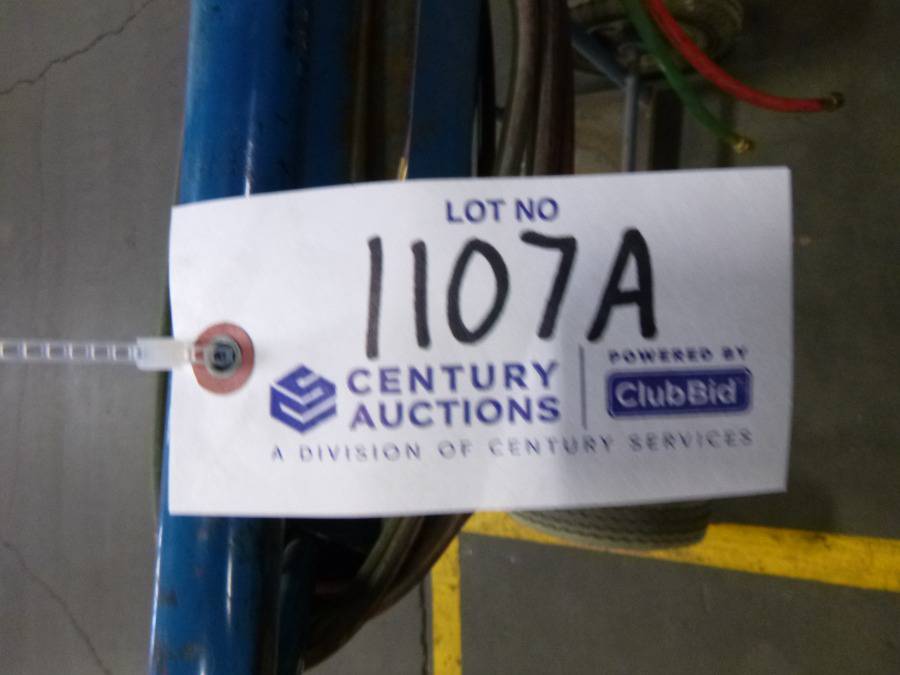 LOT NO
1107A
CENTURY AUCTIONS
POWERED BY
ClubBid
A DIVISION OF CENTURY SERVICES